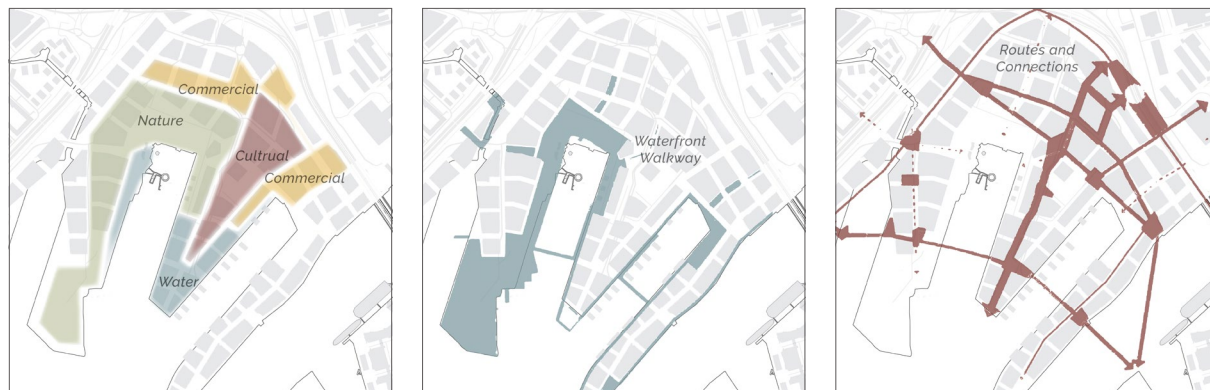 Commercial
Nature
Cultrual
Commercial
Water
Waterfront
Walkway
Routes and
Connections